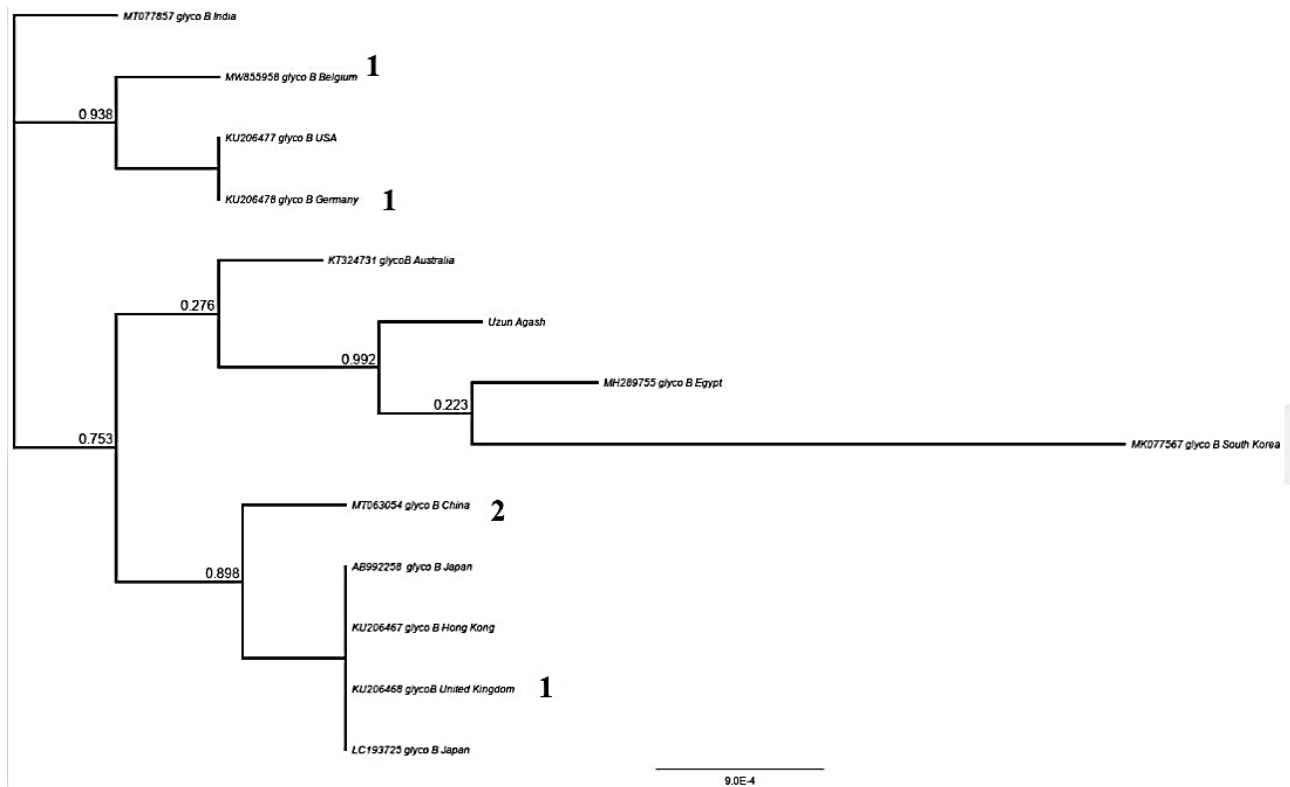 MT077857 glyco B India
MW855958 glyco B Belgium 1
0.938
KU206477 glyco B USA
KU206478 glyco B Germany 1
KT324731 glycoB Australia
0.276
Uzun Agash
0.992
MH289755 glyco B Egypt
0.223
MK077567 glyco B South Korea
0.753
MT063054 glyco B China 2
AB992258 glyco B Japan
0.898
KU206467 glyco B Hong Kong
KU206468 glycoB United Kingdom 1
LC193725 glyco B Japan
9.0E-4